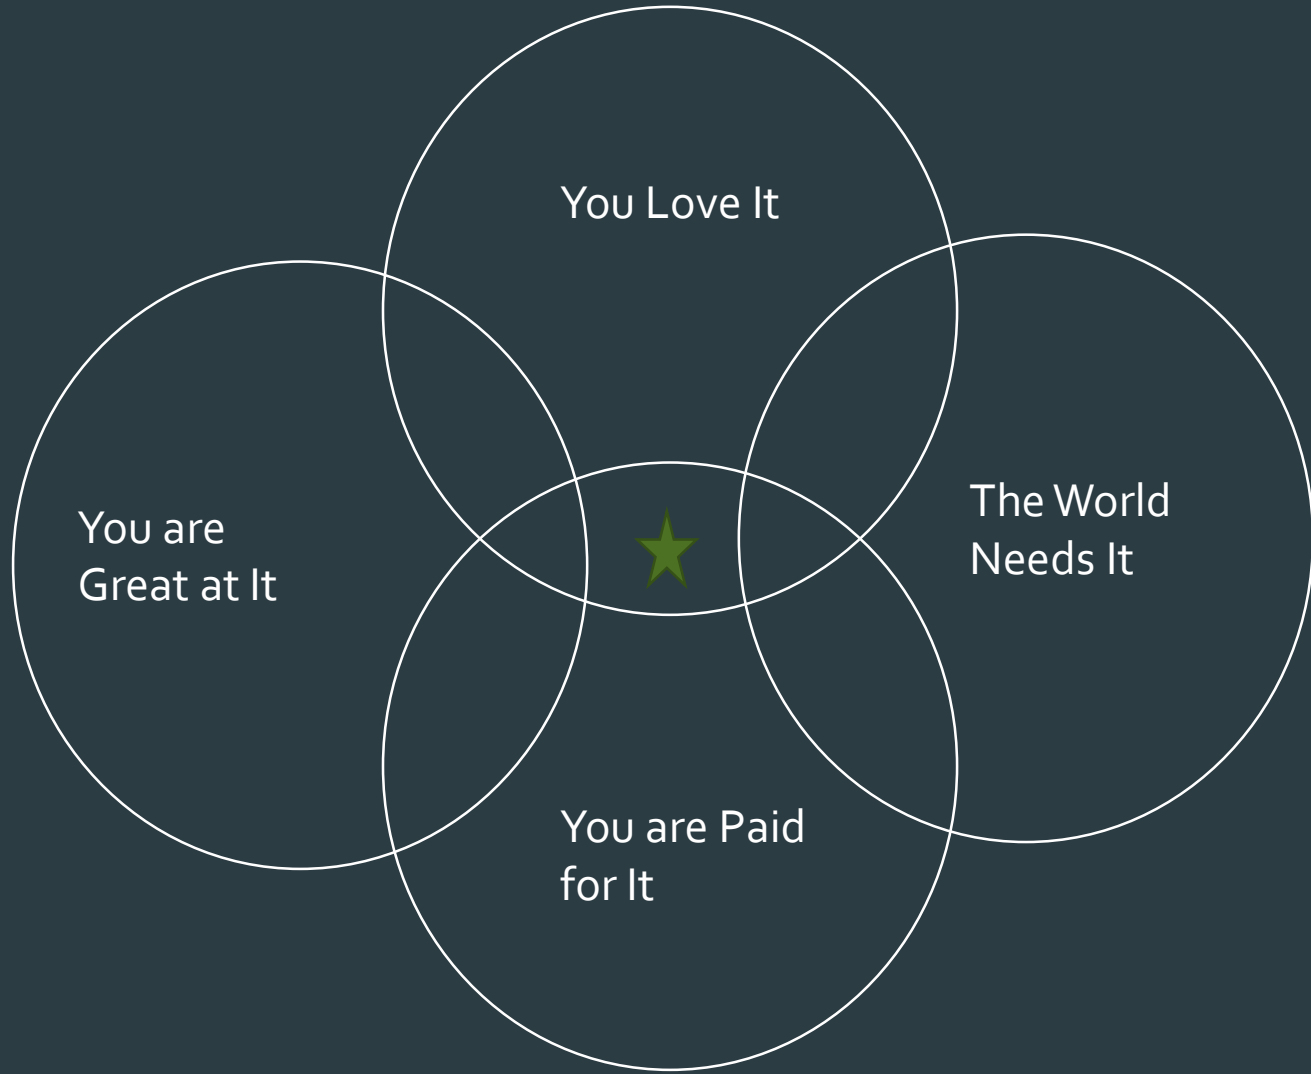 You Love It
You are
Great at It
The World
Needs It
You are Paid
for It